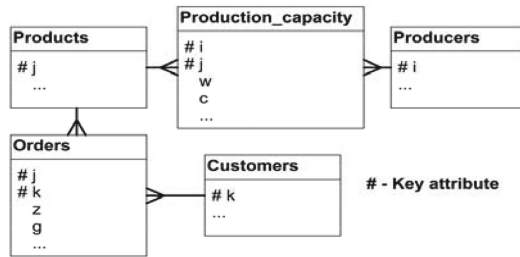 Products
# j
...
Production_capacity
# i
# j
w
c
...
Producers
# i
...
Orders
# j
# k
z
g
...
Customers
# k
...
# - Key attribute